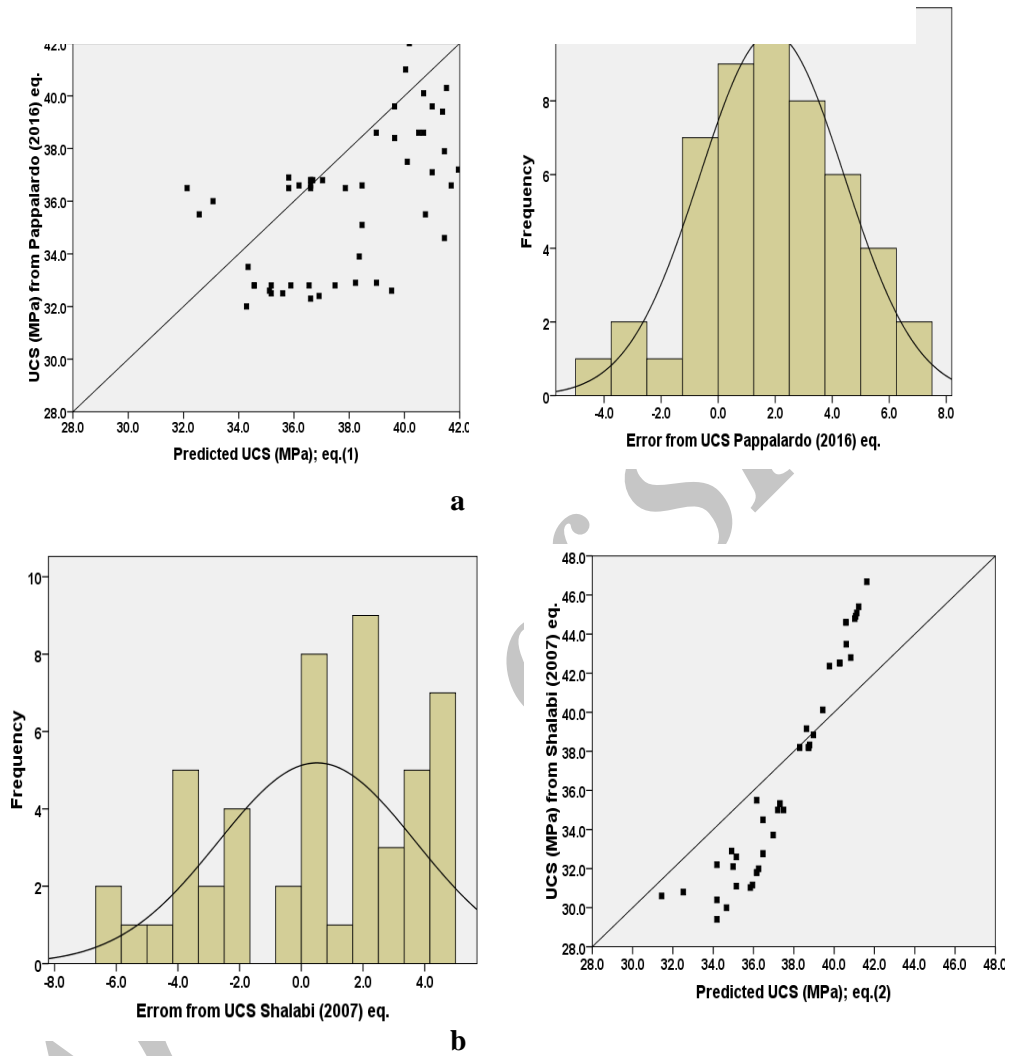 UCS (MPa) from Pappalardo (2016) eq.
42.0
40.0
38.0
36.0
34.0
32.0
30.0
28.0
28.0 30.0 32.0 34.0 36.0 38.0 40.0 42.0
Predicted UCS (MPa); eq.(1)
Frequency
8
6
4
2
0
-4.0 -2.0 0.0 2.0 4.0 6.0 8.0
Error from UCS Pappalardo (2016) eq.
a
Frequency
10
8
6
4
2
0
-8.0 -6.0 -4.0 -2.0 0.0 2.0 4.0
Errom from UCS Shalabi (2007) eq.
UCS (MPa) from Shalabi (2007) eq.
48.0
46.0
44.0
42.0
40.0
38.0
36.0
34.0
32.0
30.0
28.0
28.0 30.0 32.0 34.0 36.0 38.0 40.0 42.0 44.0 46.0 48.0
Predicted UCS (MPa); eq.(2)
b